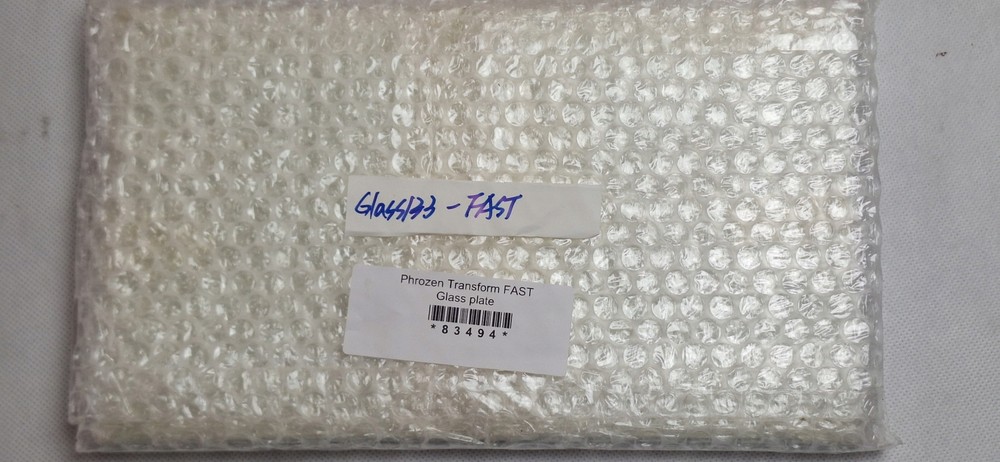 Glass133-FAST
Phrozen Transform FAST
Glass plate
*83494*